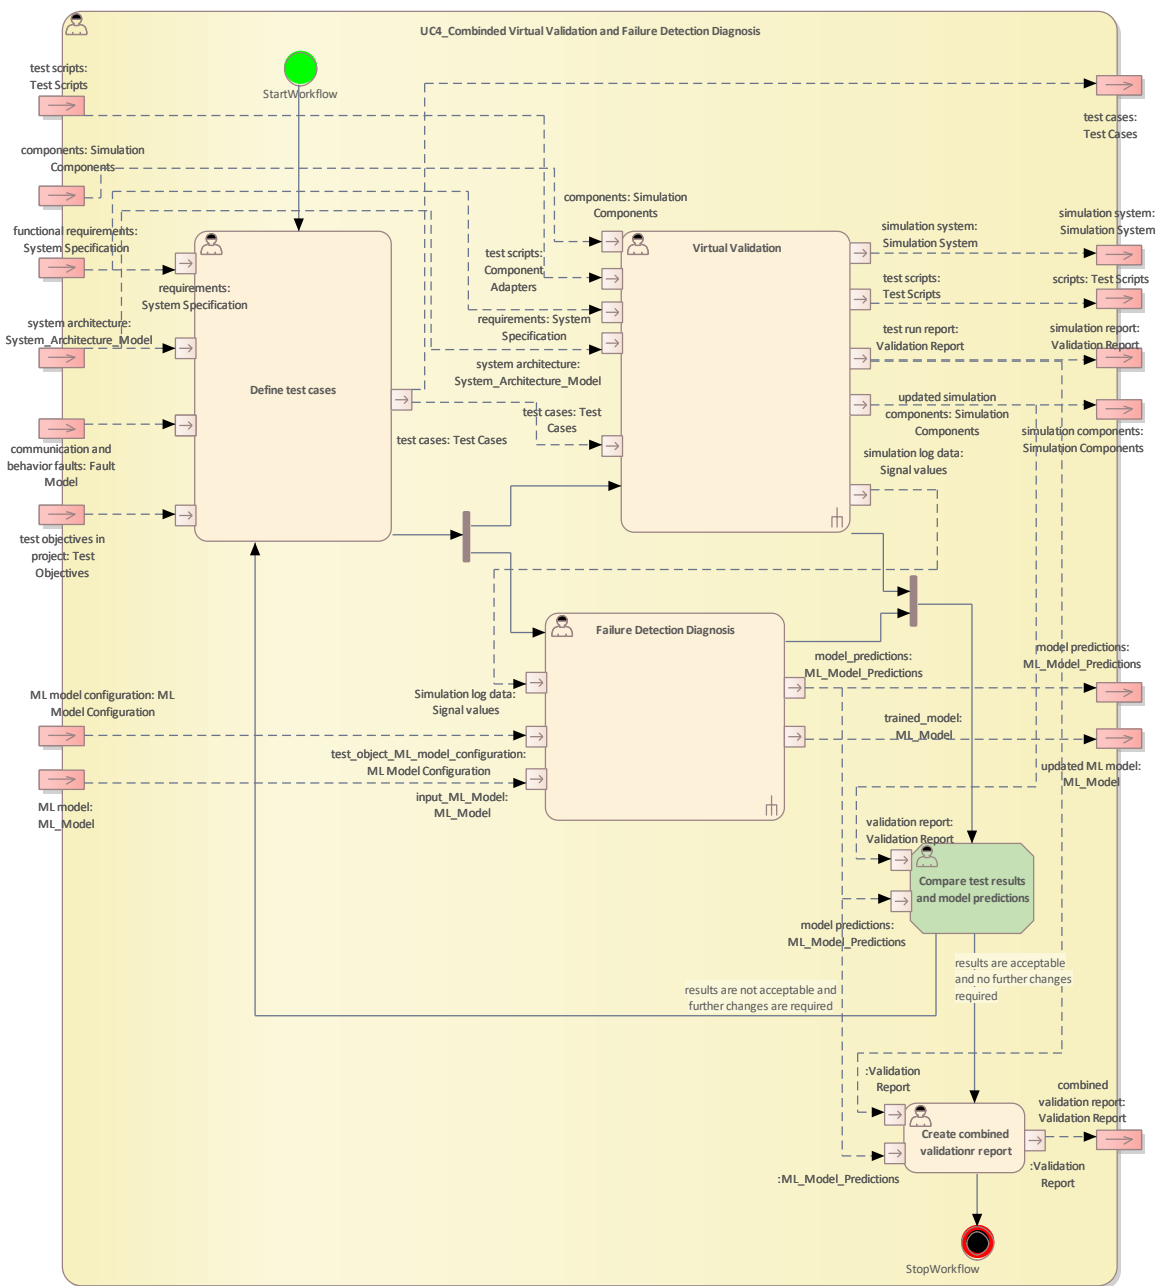 UC4_Combinded Virtual Validation and Failure Detection Diagnosis
test scripts:
Test Scripts
StartWorkflow
test cases:
Test Cases
components: Simulation
Components
functional requirements:
System Specification
requirements:
System Specification
system architecture:
System_Architecture_Model
communication and
behavior faults: Fault
Model
test objectives in
project: Test
Objectives
Define test cases
test cases: Test Cases
components: Simulation
Components
test scripts:
Component
Adapters
requirements: System
Specification
system architecture:
System_Architecture_Model
test cases: Test
Cases
Virtual Validation
simulation system:
Simulation System
test scripts:
Test Scripts
test run report:
Validation Report
updated simulation
components: Simulation
Components
simulation log data:
Signal values
simulation system:
Simulation System
scripts: Test Scripts
simulation report:
Validation Report
simulation components:
Simulation Components
Failure Detection Diagnosis
ML model configuration: ML
Model Configuration
ML model:
ML_Model
Simulation log data:
Signal values
test_object_ML_model_configuration:
ML Model Configuration
input_ML_Model:
ML_Model
model_predictions:
ML_Model_Predictions
trained_model:
ML_Model
model predictions:
ML_Model_Predictions
updated ML model:
ML_Model
validation report:
Validation Report
Compare test results
and model predictions
model predictions:
ML_Model_Predictions
results are not acceptable and
further changes are required
results are acceptable
and no further changes
required
:Validation
Report
combined
validation report:
Validation Report
Create combined
validationr report
:ML_Model_Predictions
:Validation
Report
StopWorkflow